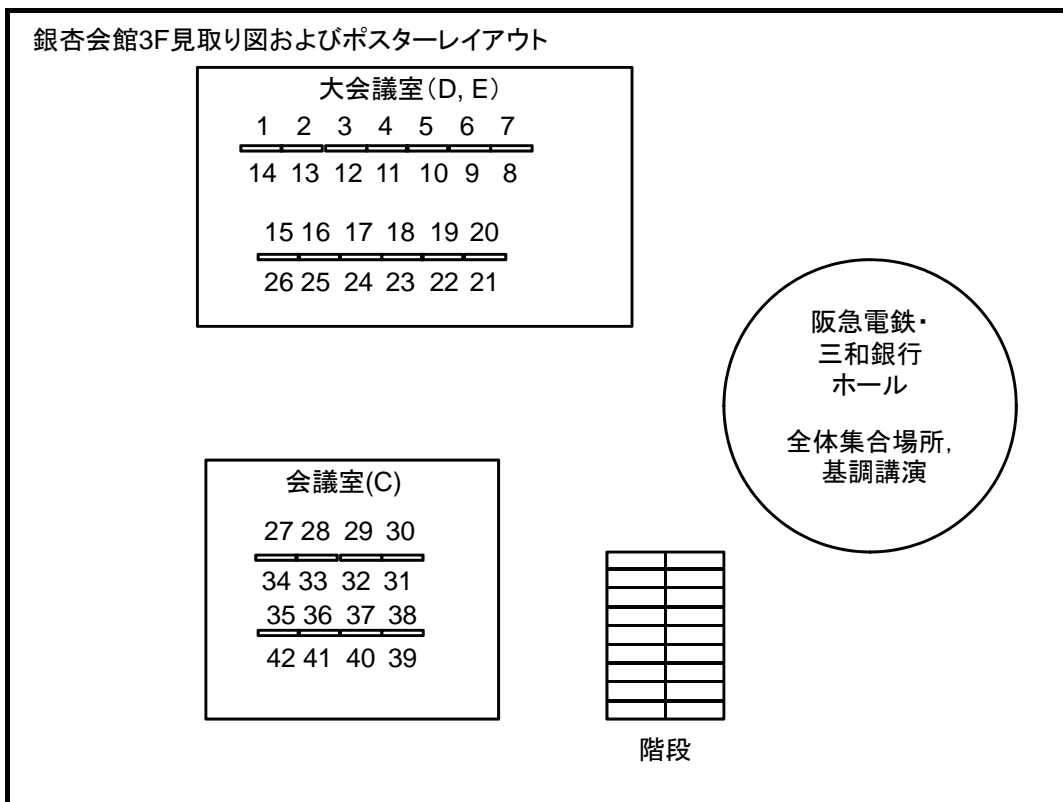 銀杏会館3F見取り図およびポスターレイアウト
大会議室(D, E)
1 2 3 4 5 6 7
14 13 12 11 10 9 8
15 16 17 18 19 20
26 25 24 23 22 21
阪急電鉄・
三和銀行
ホール
全体集合場所,
基調講演
会議室(C)
27 28 29 30
34 33 32 31
35 36 37 38
42 41 40 39
階段